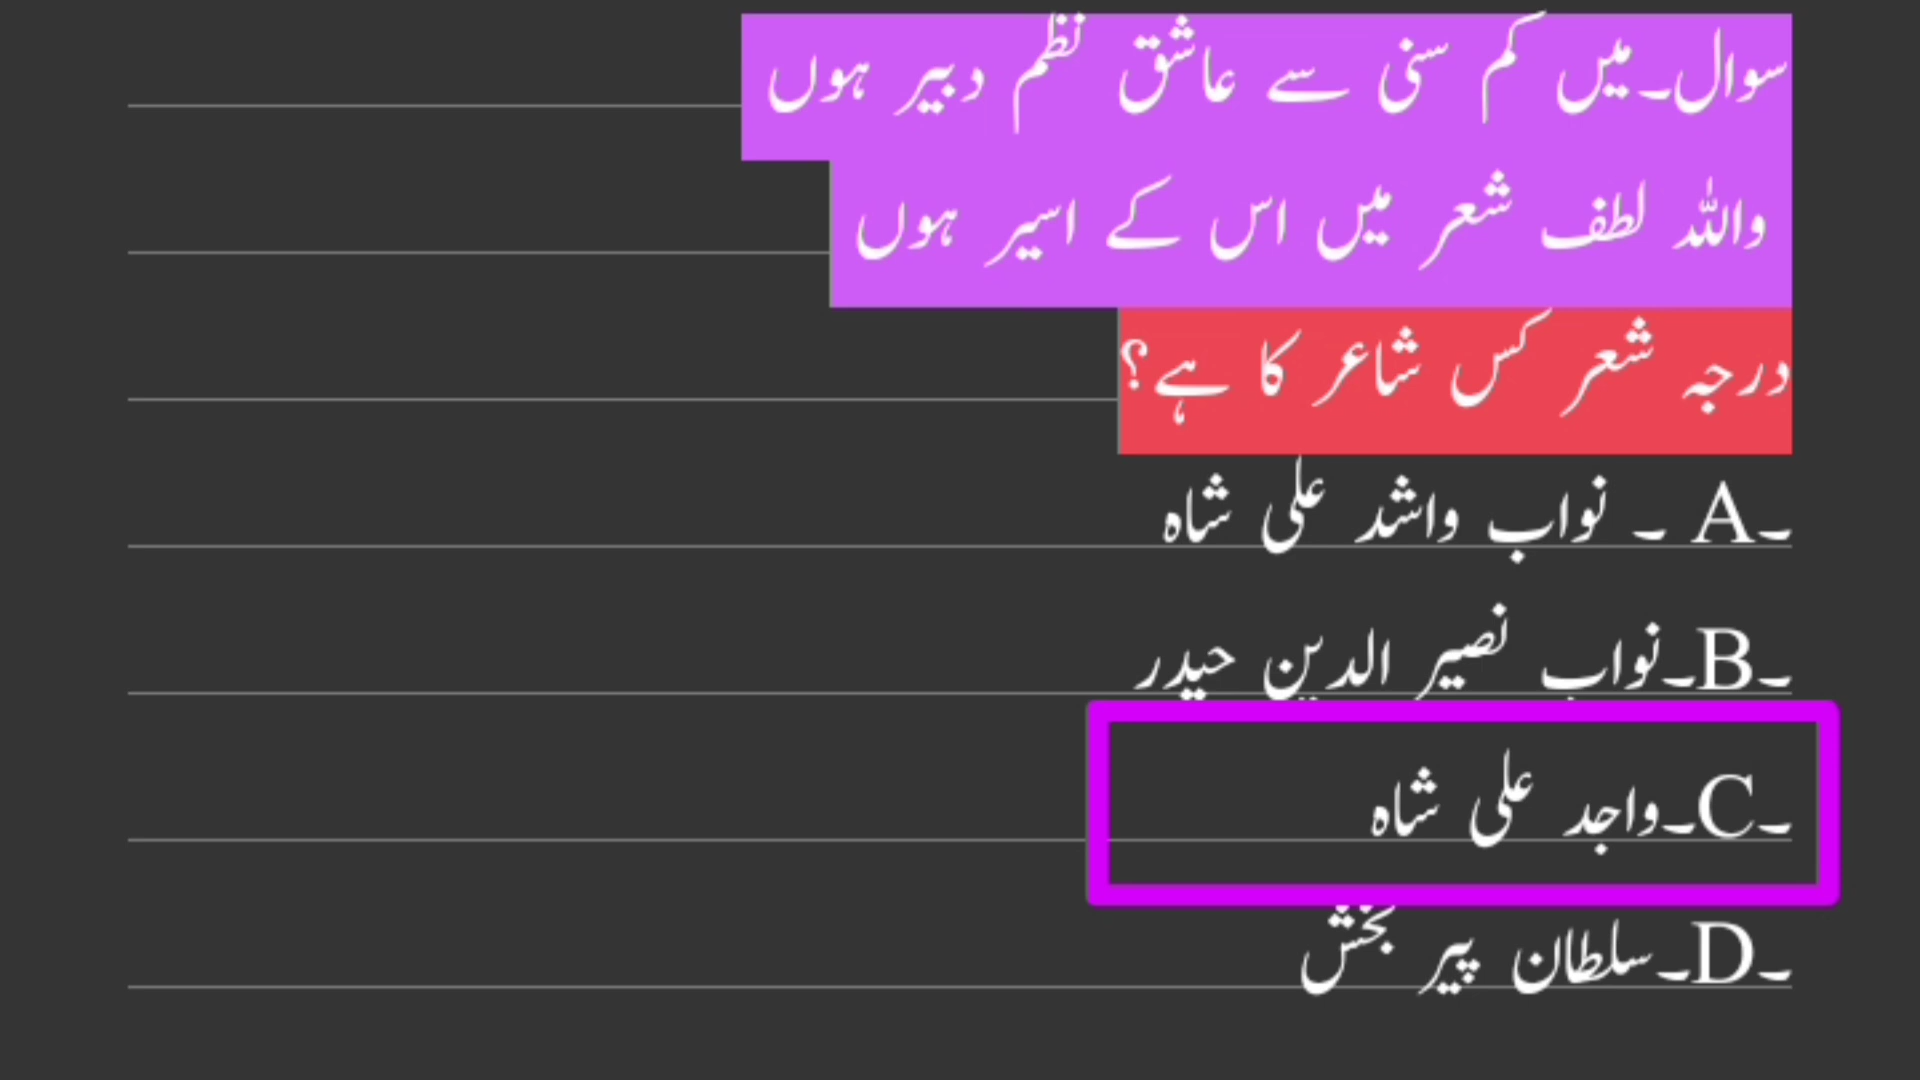 سوال۔میں کم سنی سے عاشق نظم دبیر ہوں
واللہ لطف شعر میں اس کے اسیر ہوں
درجہ شعر کس شاعر کا ہے؟
۔A ۔ نواب واشد علی شاہ
۔B۔نواب نصیر الدین حیدر
۔C۔واجد علی شاہ
۔D۔سلطان پیر بخش